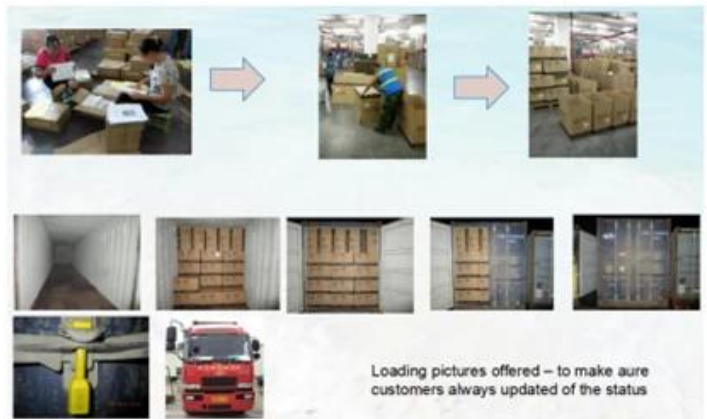 Loading pictures offered – to make aure
customers always updated of the status